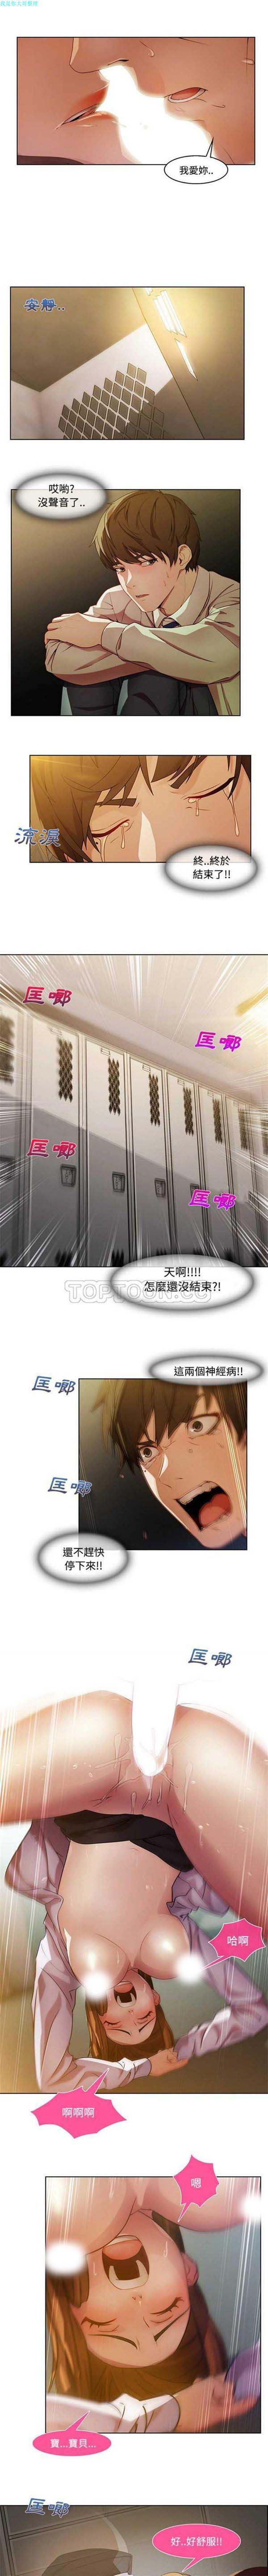 我愛妳..
安靜..
哎喲?
沒聲音了..
流淚
終..終於
結束了!!
匡啷
匡啷
匡啷
匡啷
天啊!!!!
怎麼還沒結束?!
TOPTOON.CC
這兩個神經病!!
匡啷
匡啷
還不趕快
停下來!!
匡啷
哈啊
啊啊啊
嗯
寶...寶貝...
匡啷
好..好舒服!!